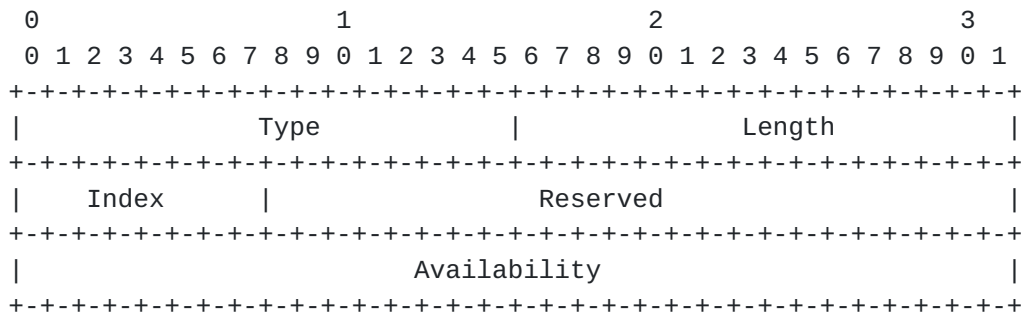 0                   1                   2                   3
0 1 2 3 4 5 6 7 8 9 0 1 2 3 4 5 6 7 8 9 0 1 2 3 4 5 6 7 8 9 0 1
+-+-+-+-+-+-+-+-+-+-+-+-+-+-+-+-+-+-+-+-+-+-+-+-+-+-+-+-+-+-+-+-+
|               Type            |              Length           |
+-+-+-+-+-+-+-+-+-+-+-+-+-+-+-+-+-+-+-+-+-+-+-+-+-+-+-+-+-+-+-+-+
|    Index      |                 Reserved                      |
+-+-+-+-+-+-+-+-+-+-+-+-+-+-+-+-+-+-+-+-+-+-+-+-+-+-+-+-+-+-+-+-+
|                         Availability                          |
+-+-+-+-+-+-+-+-+-+-+-+-+-+-+-+-+-+-+-+-+-+-+-+-+-+-+-+-+-+-+-+-+